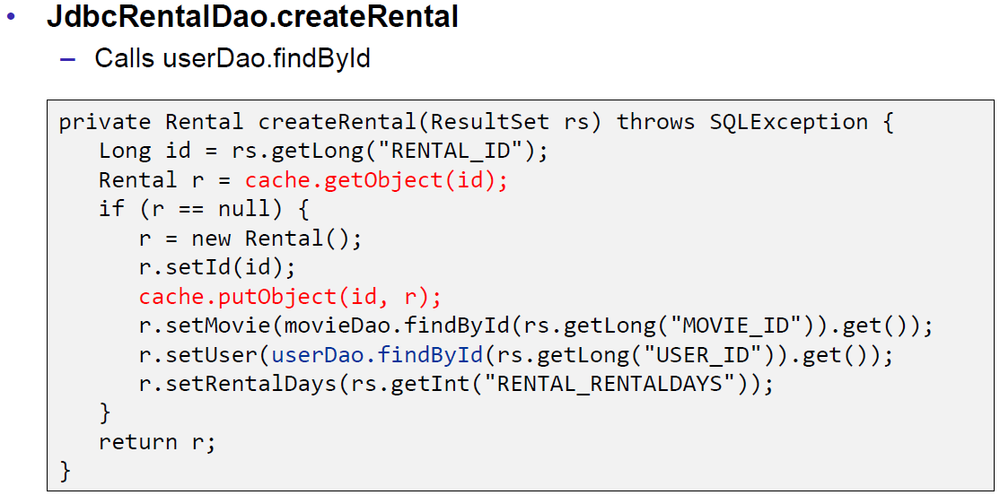 • JdbcRentalDao.createRental
– Calls userDao.findById
private Rental createRental(ResultSet rs) throws SQLException {
   Long id = rs.getLong("RENTAL_ID");
   Rental r = cache.getObject(id);
   if (r == null) {
      r = new Rental();
      r.setId(id);
      cache.putObject(id, r);
      r.setMovie(movieDao.findById(rs.getLong("MOVIE_ID")).get());
      r.setUser(userDao.findById(rs.getLong("USER_ID")).get());
      r.setRentalDays(rs.getInt("RENTAL_RENTALDAYS"));
   }
   return r;
}